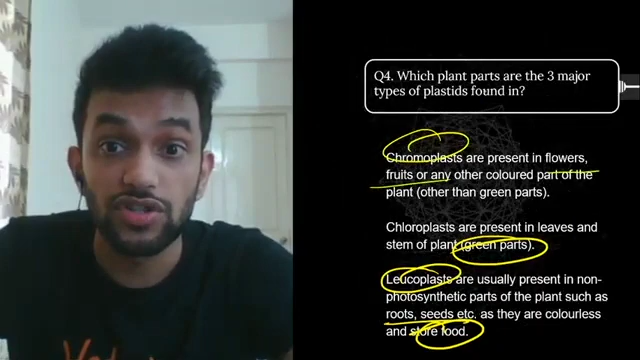 Q4. Which plant parts are the 3 major
types of plastids found in?
Chromoplasts are present in flowers,
fruits or any other coloured part of the
plant (other than green parts).
Chloroplasts are present in leaves and
stem of plant (green parts).
Leucoplasts are usually present in non-
photosynthetic parts of the plant such as
roots, seeds etc. as they are colourless
and store food.